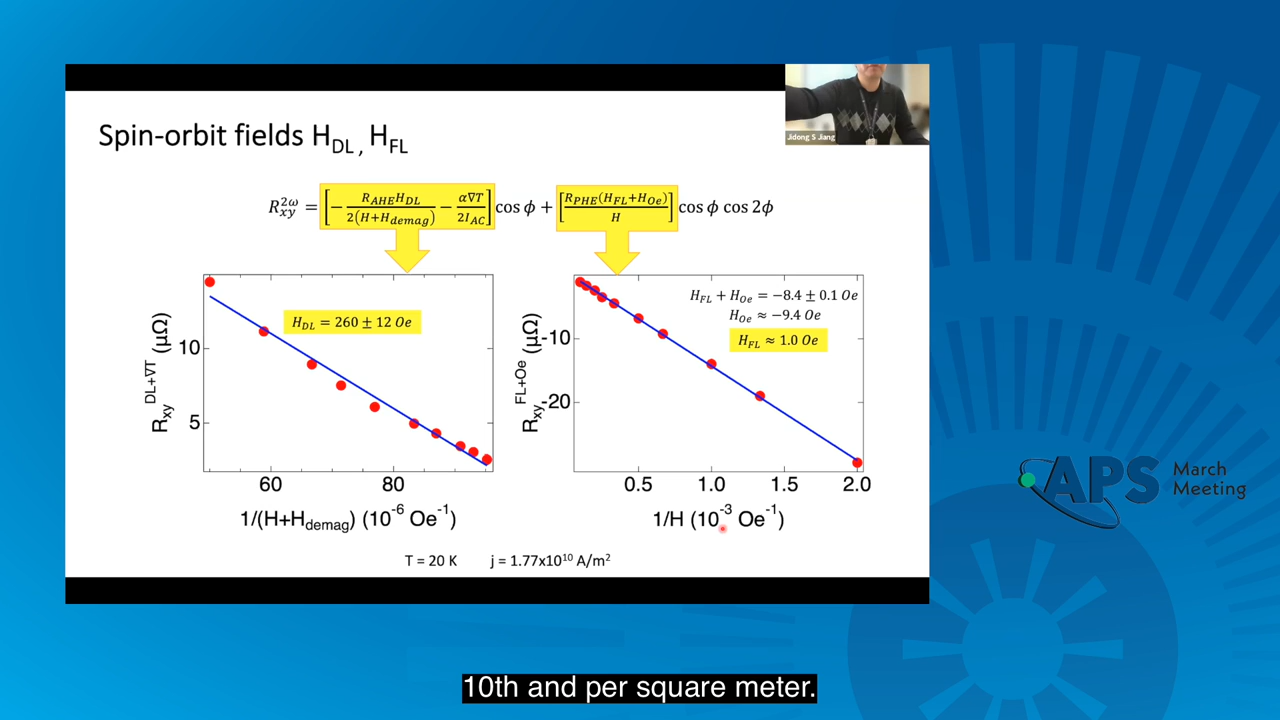 Jidong S Jiang
Spin-orbit fields H_DL , H_FL
R_xy^2ω = [− R_AHE H_DL / 2(H+H_demag) − α∇T / 2I_AC] cos ϕ + [R_PHE(H_FL+H_Oe) / H] cos ϕ cos 2ϕ
R_xy^DL+∇T (μΩ)
10
5
H_DL = 260 ± 12 Oe
60
80
1/(H+H_demag) (10^-6 Oe^-1)
R_xy^FL+Oe (μΩ)
-10
-20
H_FL + H_Oe = −8.4 ± 0.1 Oe
H_Oe ≈ −9.4 Oe
H_FL ≈ 1.0 Oe
0.5
1.0
1.5
2.0
1/H (10^-3 Oe^-1)
T = 20 K
j = 1.77x10^10 A/m^2
APS
March
Meeting
10th and per square meter.